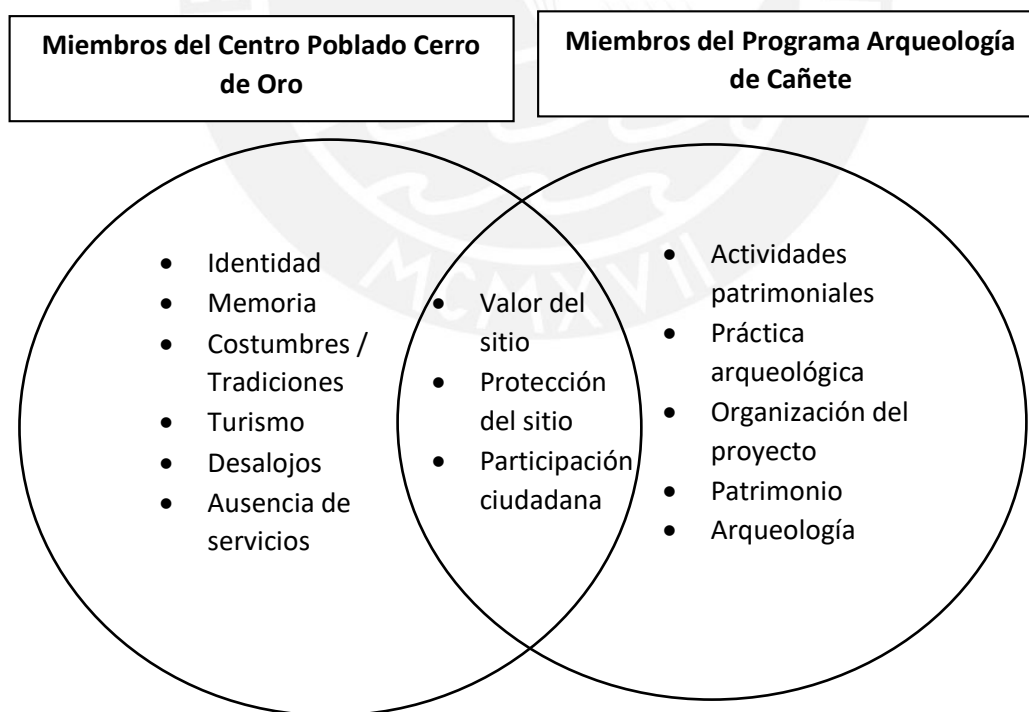 Miembros del Centro Poblado Cerro
de Oro
Miembros del Programa Arqueología
de Cañete
• Identidad
• Memoria
• Costumbres /
Tradiciones
• Turismo
• Desalojos
• Ausencia de
servicios
• Valor del
sitio
• Protección
del sitio
• Participación
ciudadana
• Actividades
patrimoniales
• Práctica
arqueológica
• Organización del
proyecto
• Patrimonio
• Arqueología
MCMXVII